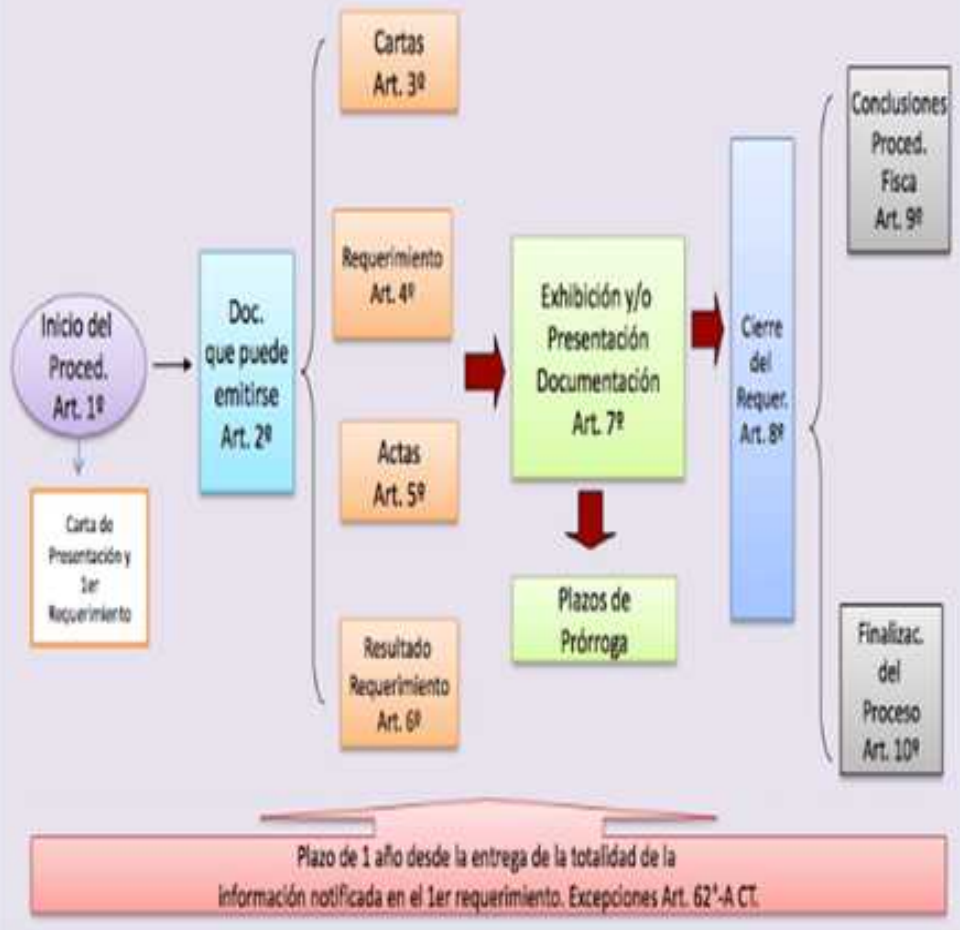 Inicio del
Proced.
Art. 1º
Carta de
Presentación y
1er
Requerimiento
Doc.
que puede
emitirse
Art. 2º
Cartas
Art. 3º
Requerimiento
Art. 4º
Actas
Art. 5º
Resultado
Requerimiento
Art. 6º
Exhibición y/o
Presentación
Documentación
Art. 7º
Plazos de
Prórroga
Cierre
del
Requer.
Art. 8º
Conclusiones
Proced.
Fisca
Art. 9º
Finalizac.
del
Proceso
Art. 10º
Plazo de 1 año desde la entrega de la totalidad de la
información notificada en el 1er requerimiento. Excepciones Art. 62°-A CT.